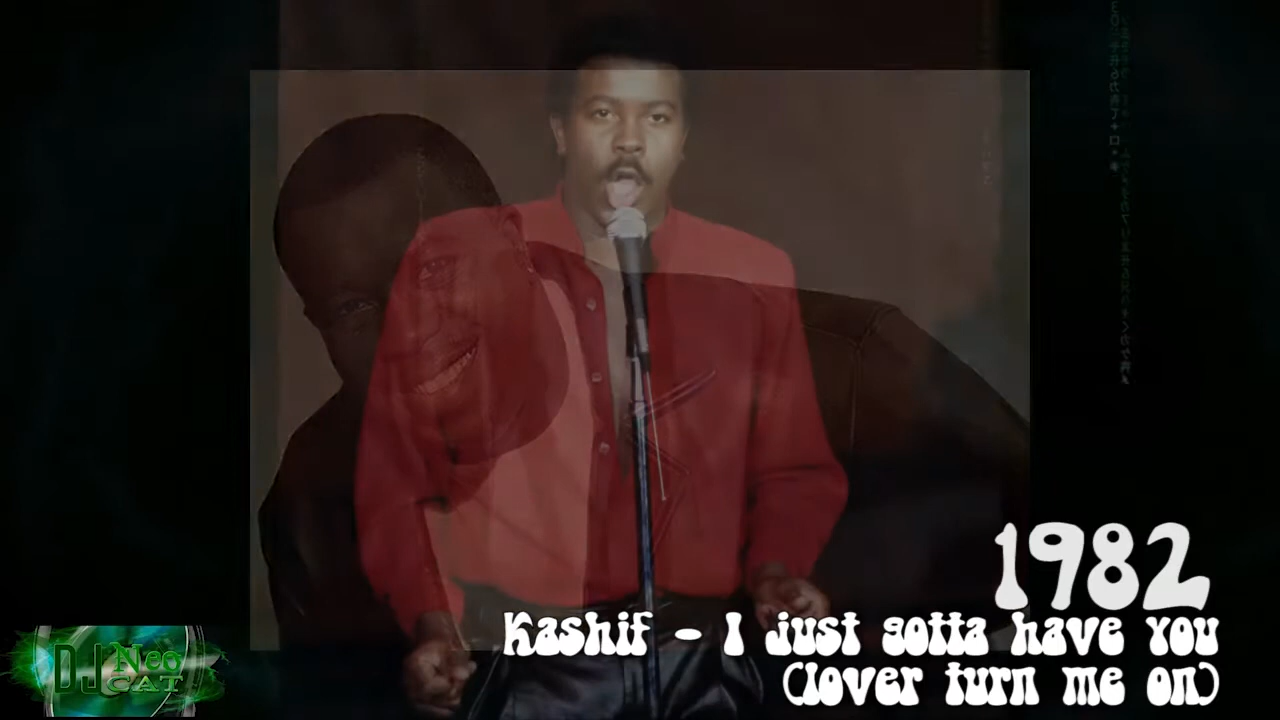 1982
Kashif - I just gotta have you
(lover turn me on)
DJ Neo
CAT